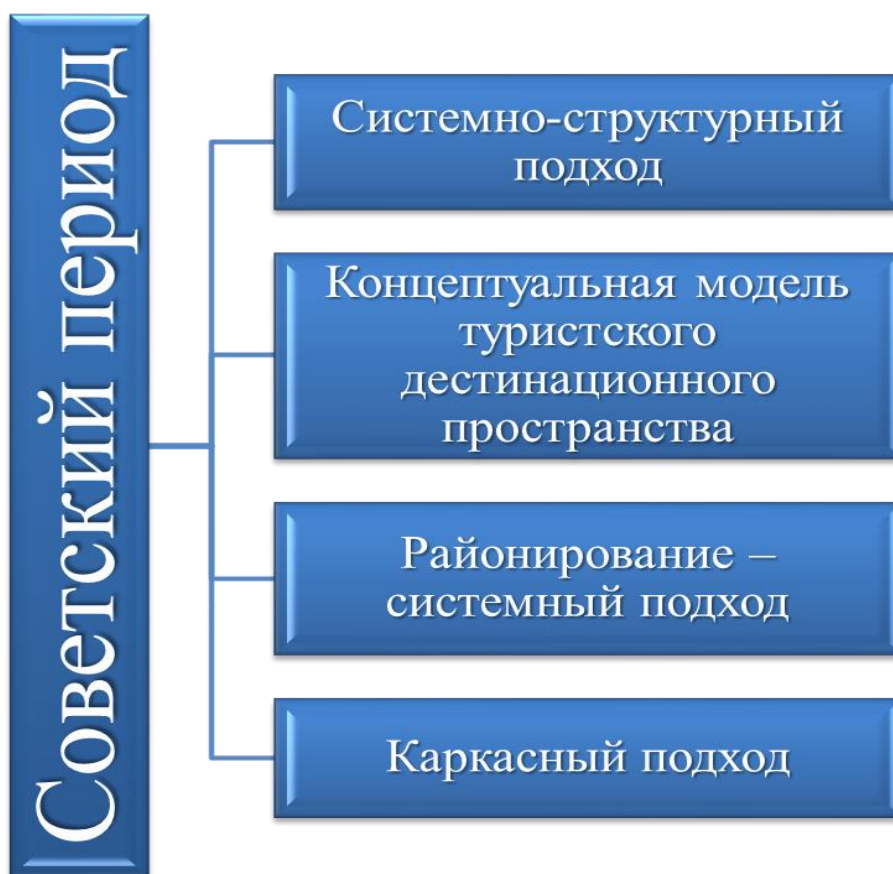 Советский период
Системно-структурный
подход
Концептуальная модель
туристского
дестинационного
пространства
Районирование –
системный подход
Каркасный подход